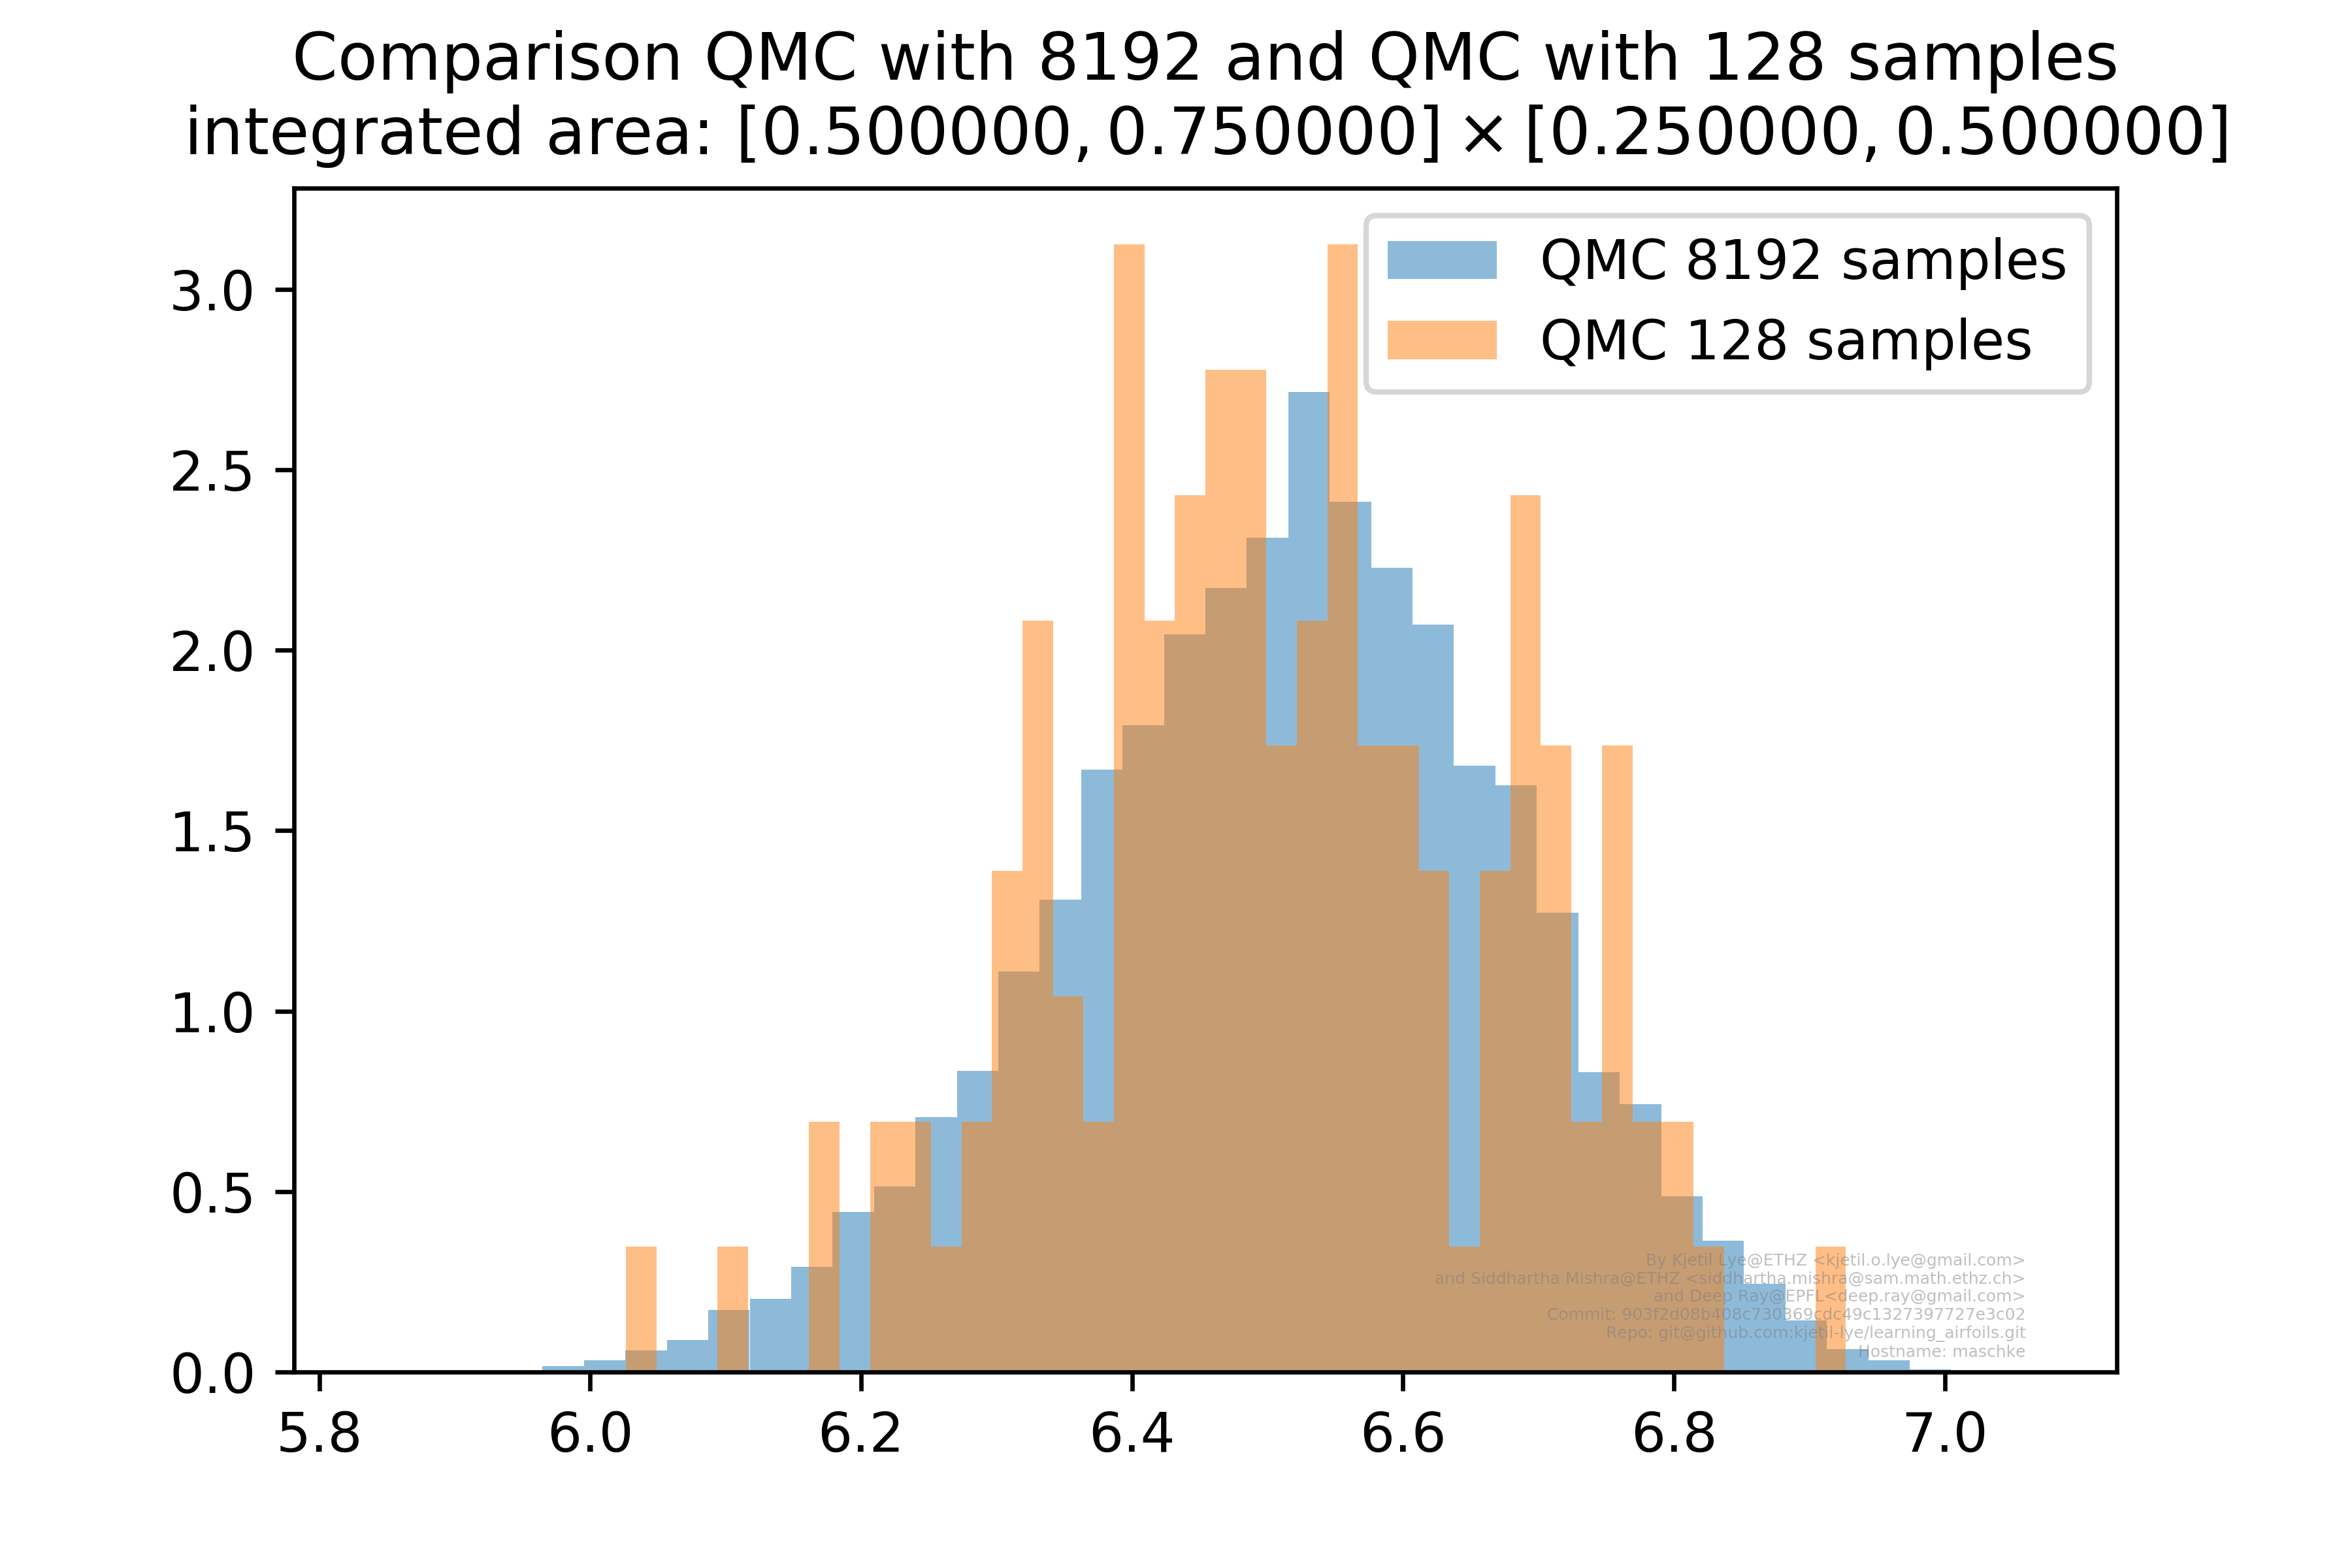 Comparison QMC with 8192 and QMC with 128 samples
integrated area: [0.500000, 0.750000] × [0.250000, 0.500000]
QMC 8192 samples
QMC 128 samples
3.0
2.5
2.0
1.5
1.0
0.5
0.0
5.8 6.0 6.2 6.4 6.6 6.8 7.0
By Kjetil Lye@ETHZ <kjetil.o.lye@gmail.com>
and Siddhartha Mishra@ETHZ <siddhartha.mishra@sam.math.ethz.ch>
and Deep Ray@EPFL<deep.ray@gmail.com>
Commit: 903f2d08b408c730369cdc49c1327397727e3c02
Repo: git@github.com:kjetil-lye/learning_airfoils.git
Hostname: maschke